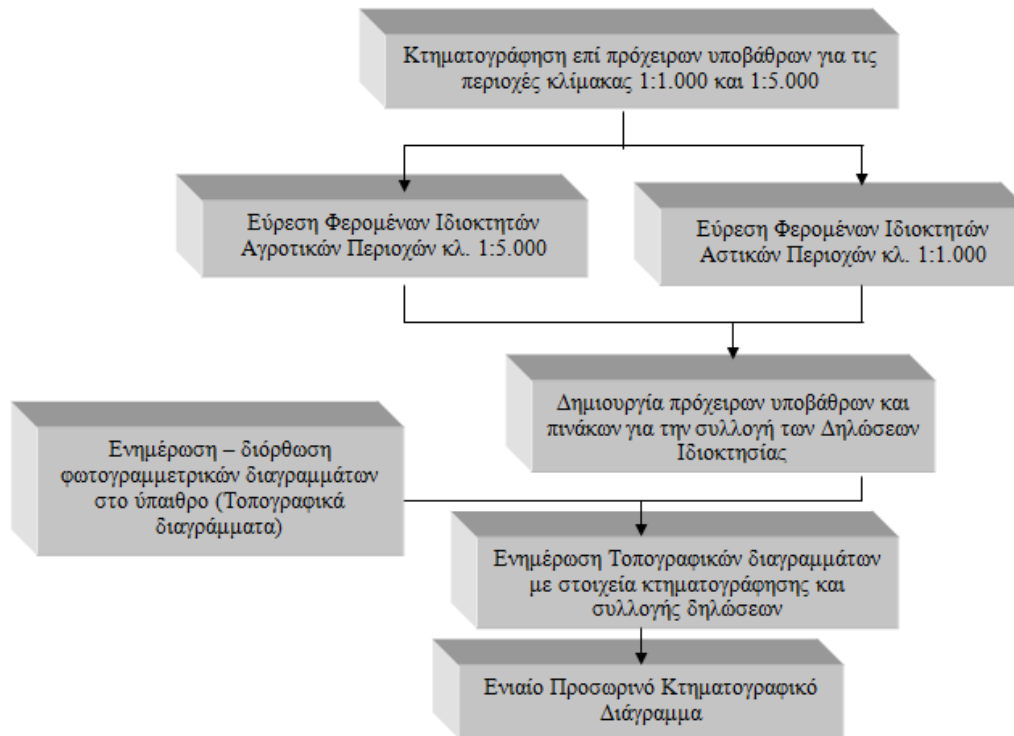 Κτηματογράφηση επί πρόχειρων υποβάθρων για τις
περιοχές κλίμακας 1:1.000 και 1:5.000
Εύρεση Φερομένων Ιδιοκτητών
Αγροτικών Περιοχών κλ. 1:5.000
Εύρεση Φερομένων Ιδιοκτητών
Αστικών Περιοχών κλ. 1:1.000
Δημιουργία πρόχειρων υποβάθρων και
πινάκων για την συλλογή των Δηλώσεων
Ιδιοκτησίας
Ενημέρωση – διόρθωση
φωτογραμμετρικών διαγραμμάτων
στο ύπαιθρο (Τοπογραφικά
διαγράμματα)
Ενημέρωση Τοπογραφικών διαγραμμάτων
με στοιχεία κτηματογράφησης και
συλλογής δηλώσεων
Ενιαίο Προσωρινό Κτηματογραφικό
Διάγραμμα